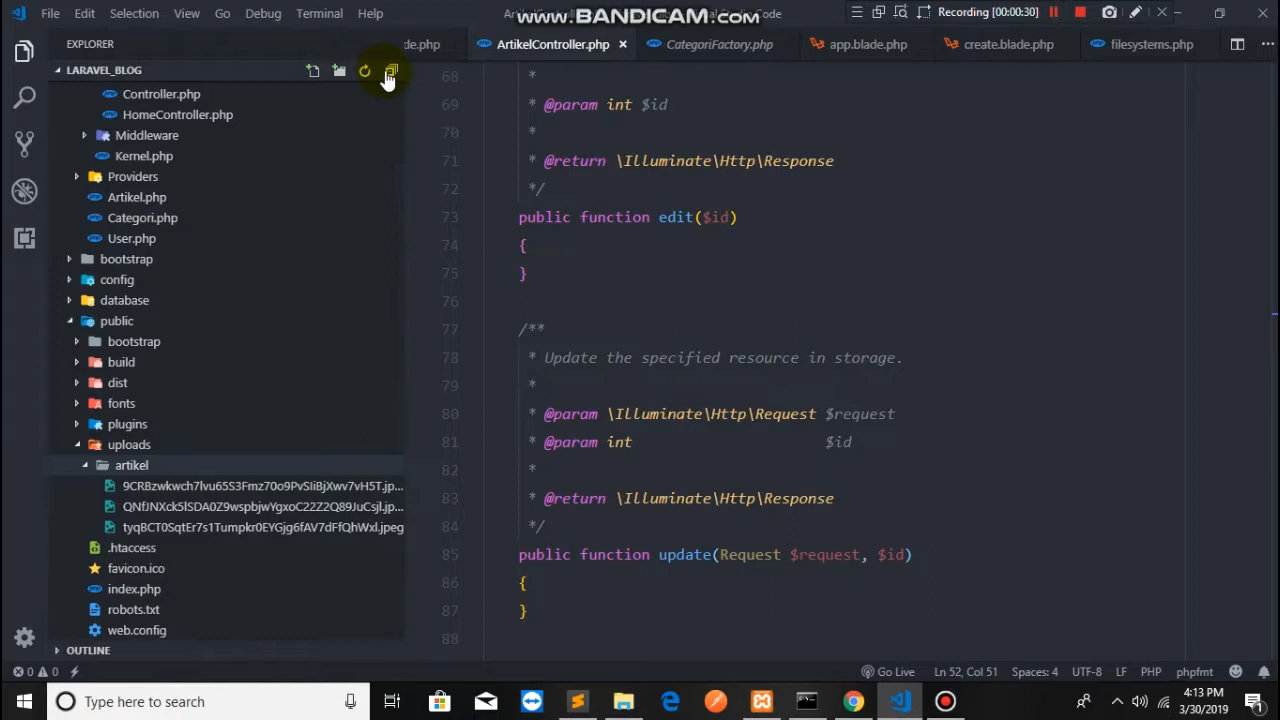 File Edit Selection View Go Debug Terminal Help
www.BANDICAM.com
Code
Recording [00:00:30]
EXPLORER
de.php
ArtikelController.php
CategoriFactory.php
app.blade.php
create.blade.php
filesystems.php
LARAVEL_BLOG
Controller.php
HomeController.php
Middleware
Kernel.php
Providers
Artikel.php
Categori.php
User.php
bootstrap
config
database
public
bootstrap
build
dist
fonts
plugins
uploads
artikel
9CRBzwkwch7lvu65S3Fmz70o9PvSIiBjXwv7vH5T.jp...
QNfJNXck5lSDA0Z9wspbjwYgxoC22Z2Q89JuCsjl.jp...
tyqBCT0SqtEr7s1Tumpkr0EYGjg6fAV7dFfQhWxl.jpeg
.htaccess
favicon.ico
index.php
robots.txt
web.config
OUTLINE
68 *
69 * @param int $id
70 *
71 * @return \Illuminate\Http\Response
72 */
73 public function edit($id)
74 {
75 }
76
77 /**
78 * Update the specified resource in storage.
79 *
80 * @param \Illuminate\Http\Request $request
81 * @param int $id
82 *
83 * @return \Illuminate\Http\Response
84 */
85 public function update(Request $request, $id)
86 {
87 }
88
0 0
Go Live Ln 52, Col 51 Spaces: 4 UTF-8 LF PHP phpfmt
Type here to search
4:13 PM
3/30/2019
1